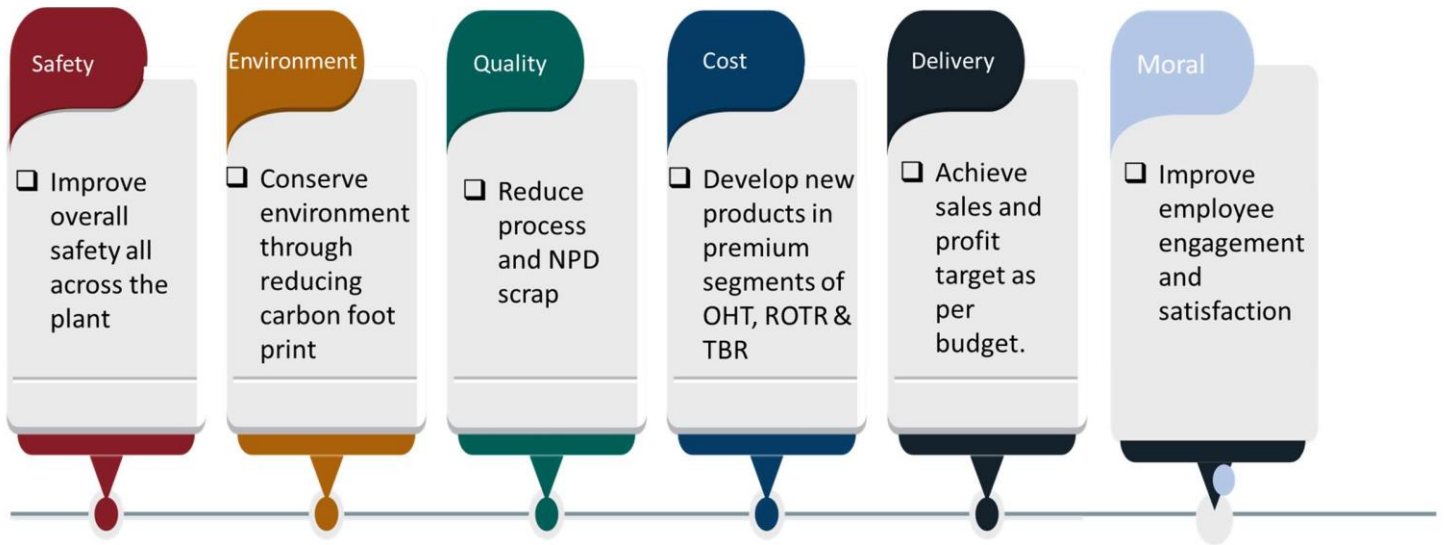 Safety
Improve
overall
safety all
across the
plant
Environment
Conserve
environment
through
reducing
carbon foot
print
Quality
Reduce
process
and NPD
scrap
Cost
Develop new
products in
premium
segments of
OHT, ROTR &
TBR
Delivery
Achieve
sales and
profit
target as
per
budget.
Moral
Improve
employee
engagement
and
satisfaction